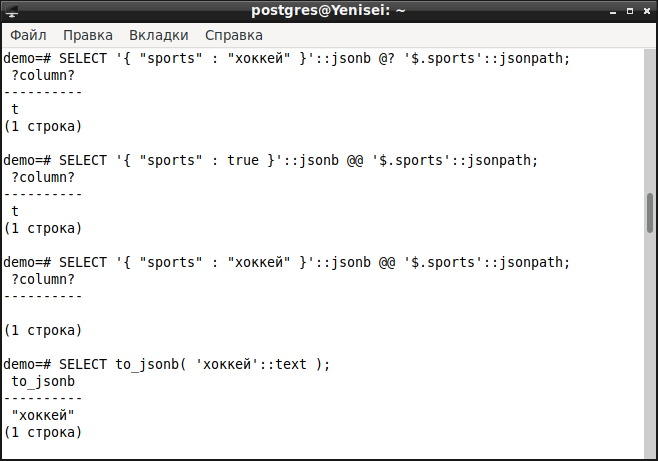 postgres@Yenisei: ~
Файл Правка Вкладки Справка
demo=# SELECT '{ "sports" : "хоккей" }'::jsonb @? '$.sports'::jsonpath;
?column?
----------
t
(1 строка)
demo=# SELECT '{ "sports" : true }'::jsonb @@ '$.sports'::jsonpath;
?column?
----------
t
(1 строка)
demo=# SELECT '{ "sports" : "хоккей" }'::jsonb @@ '$.sports'::jsonpath;
?column?
----------
(1 строка)
demo=# SELECT to_jsonb( 'хоккей'::text );
to_jsonb
----------
"хоккей"
(1 строка)